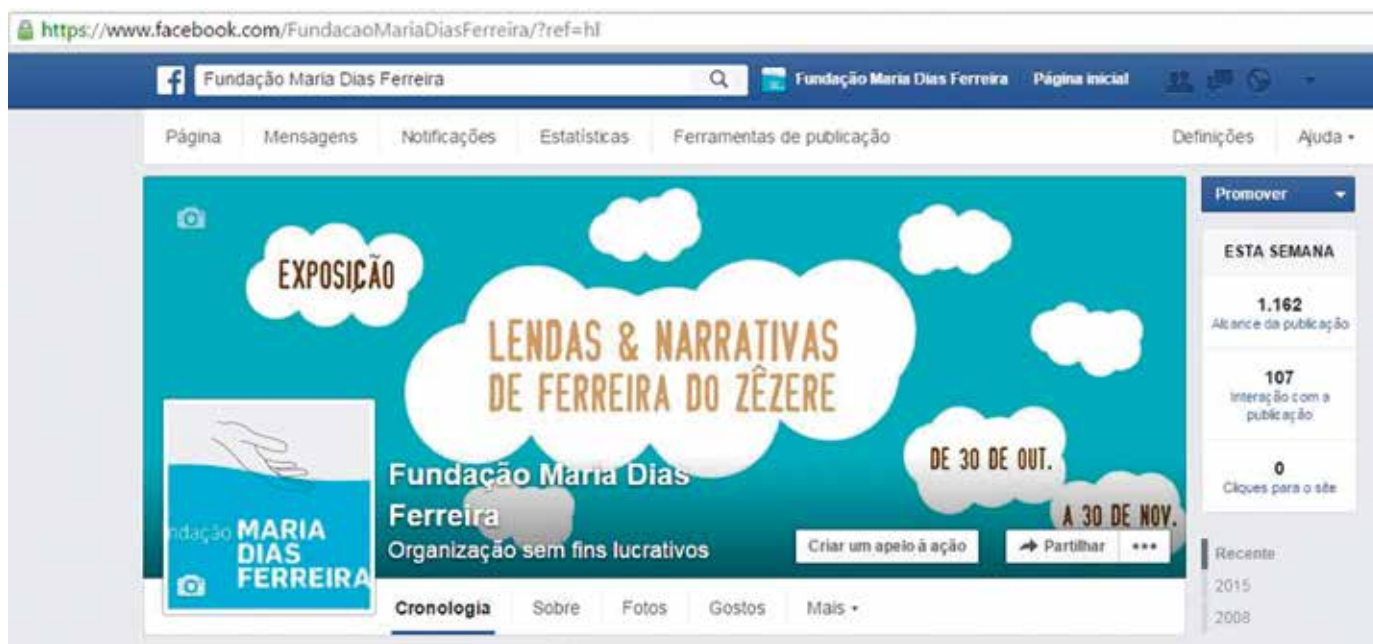 https://www.facebook.com/FundacaoMariaDiasFerreira/?ref=hl
Fundação Maria Dias Ferreira
Fundação Maria Dias Ferreira Página inicial
Página Mensagens Notificações Estatísticas Ferramentas de publicação Definições Ajuda
EXPOSIÇÃO
LENDAS & NARRATIVAS
DE FERREIRA DO ZÊZERE
DE 30 DE OUT.
A 30 DE NOV.
ndação MARIA
DIAS
FERREIRA
Fundação Maria Dias
Ferreira
Organização sem fins lucrativos
Criar um apelo à ação Partilhar
Cronologia Sobre Fotos Gostos Mais
Promover
ESTA SEMANA
1.162
Alcance da publicação
107
Interação com a
publicação
0
Cliques para o site
Recente
2015
2008